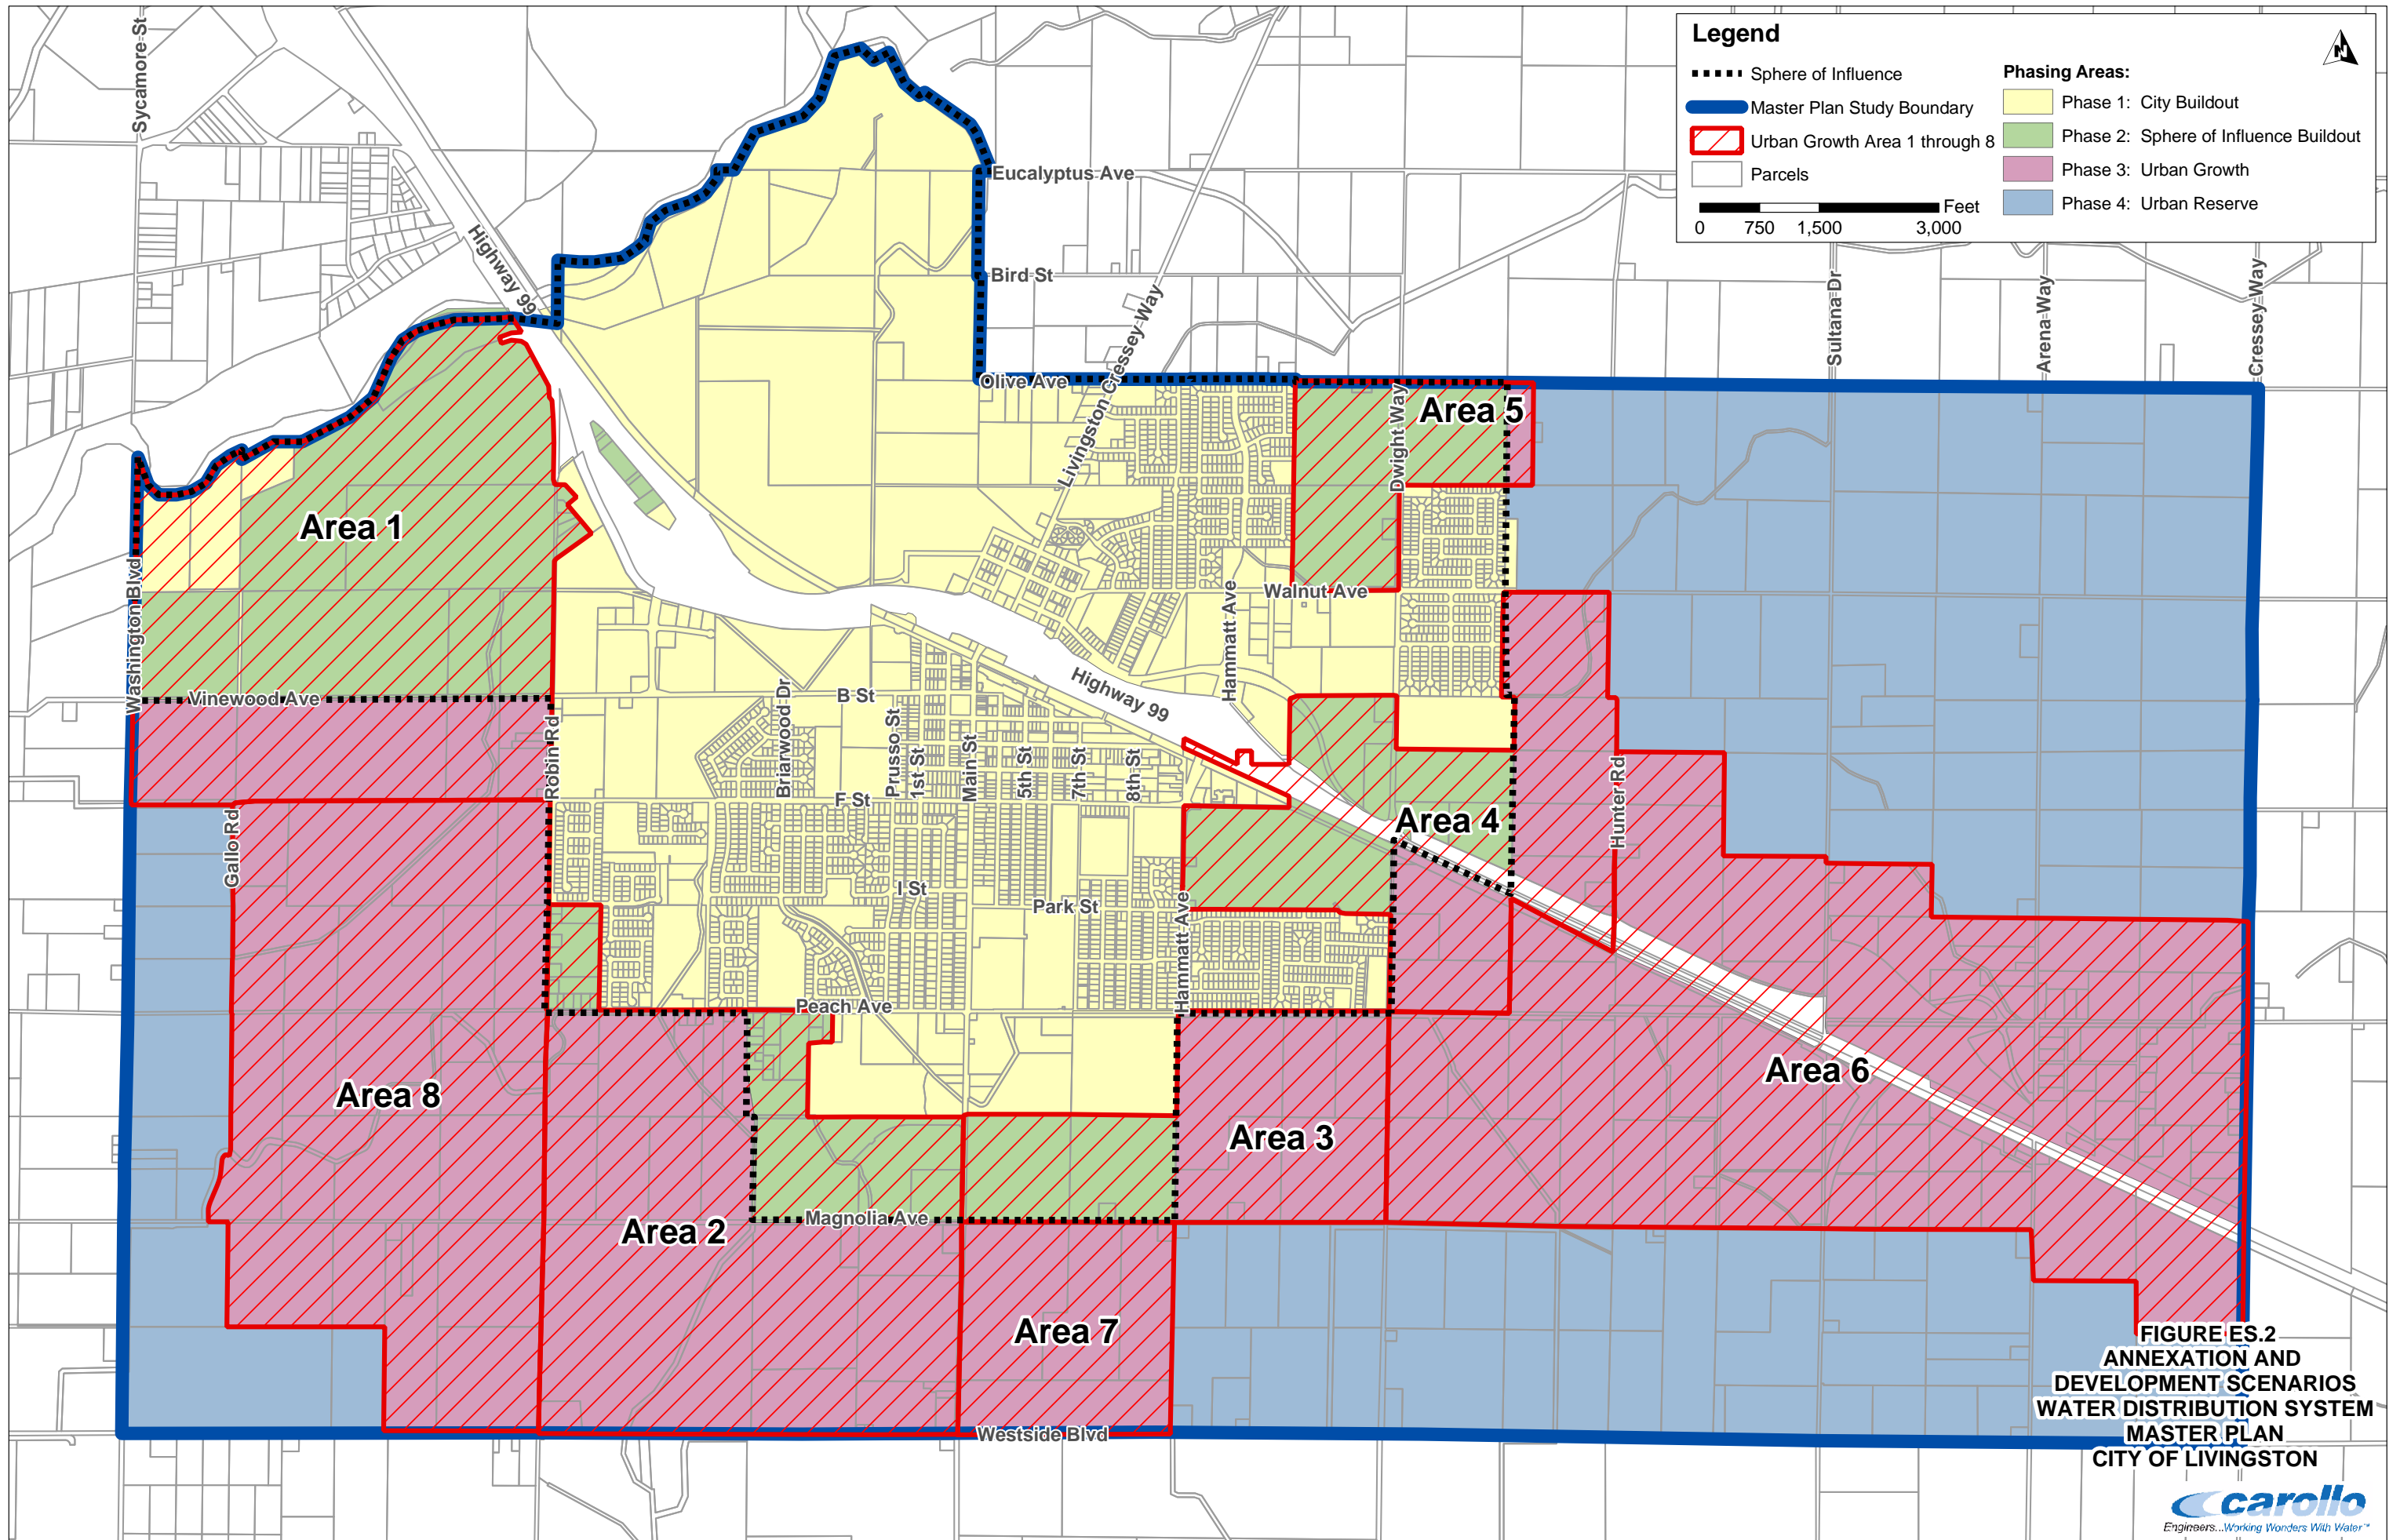 Legend
Sphere of Influence
Master Plan Study Boundary
Urban Growth Area 1 through 8
Parcels
Feet
0 750 1,500 3,000
Phasing Areas:
Phase 1: City Buildout
Phase 2: Sphere of Influence Buildout
Phase 3: Urban Growth
Phase 4: Urban Reserve
N
Sycamore St
Highway 99
Eucalyptus Ave
Bird St
Olive Ave
Livingston Cressey Way
Sultana Dr
Arena Way
Cressey Way
Dwight Way
Area 5
Area 1
Washington Blvd
Walnut Ave
Hammatt Ave
Vinewood Ave
Robin Rd
Briarwood Dr
B St
Prusso St
1st St
Main St
5th St
7th St
8th St
Highway 99
F St
Gallo Rd
Area 4
Hunter Rd
I St
Park St
Hammatt Ave
Peach Ave
Area 8
Area 6
Area 3
Area 2
Magnolia Ave
Area 7
Westside Blvd
FIGURE ES.2
ANNEXATION AND
DEVELOPMENT SCENARIOS
WATER DISTRIBUTION SYSTEM
MASTER PLAN
CITY OF LIVINGSTON
carollo
Engineers...Working Wonders With Water™